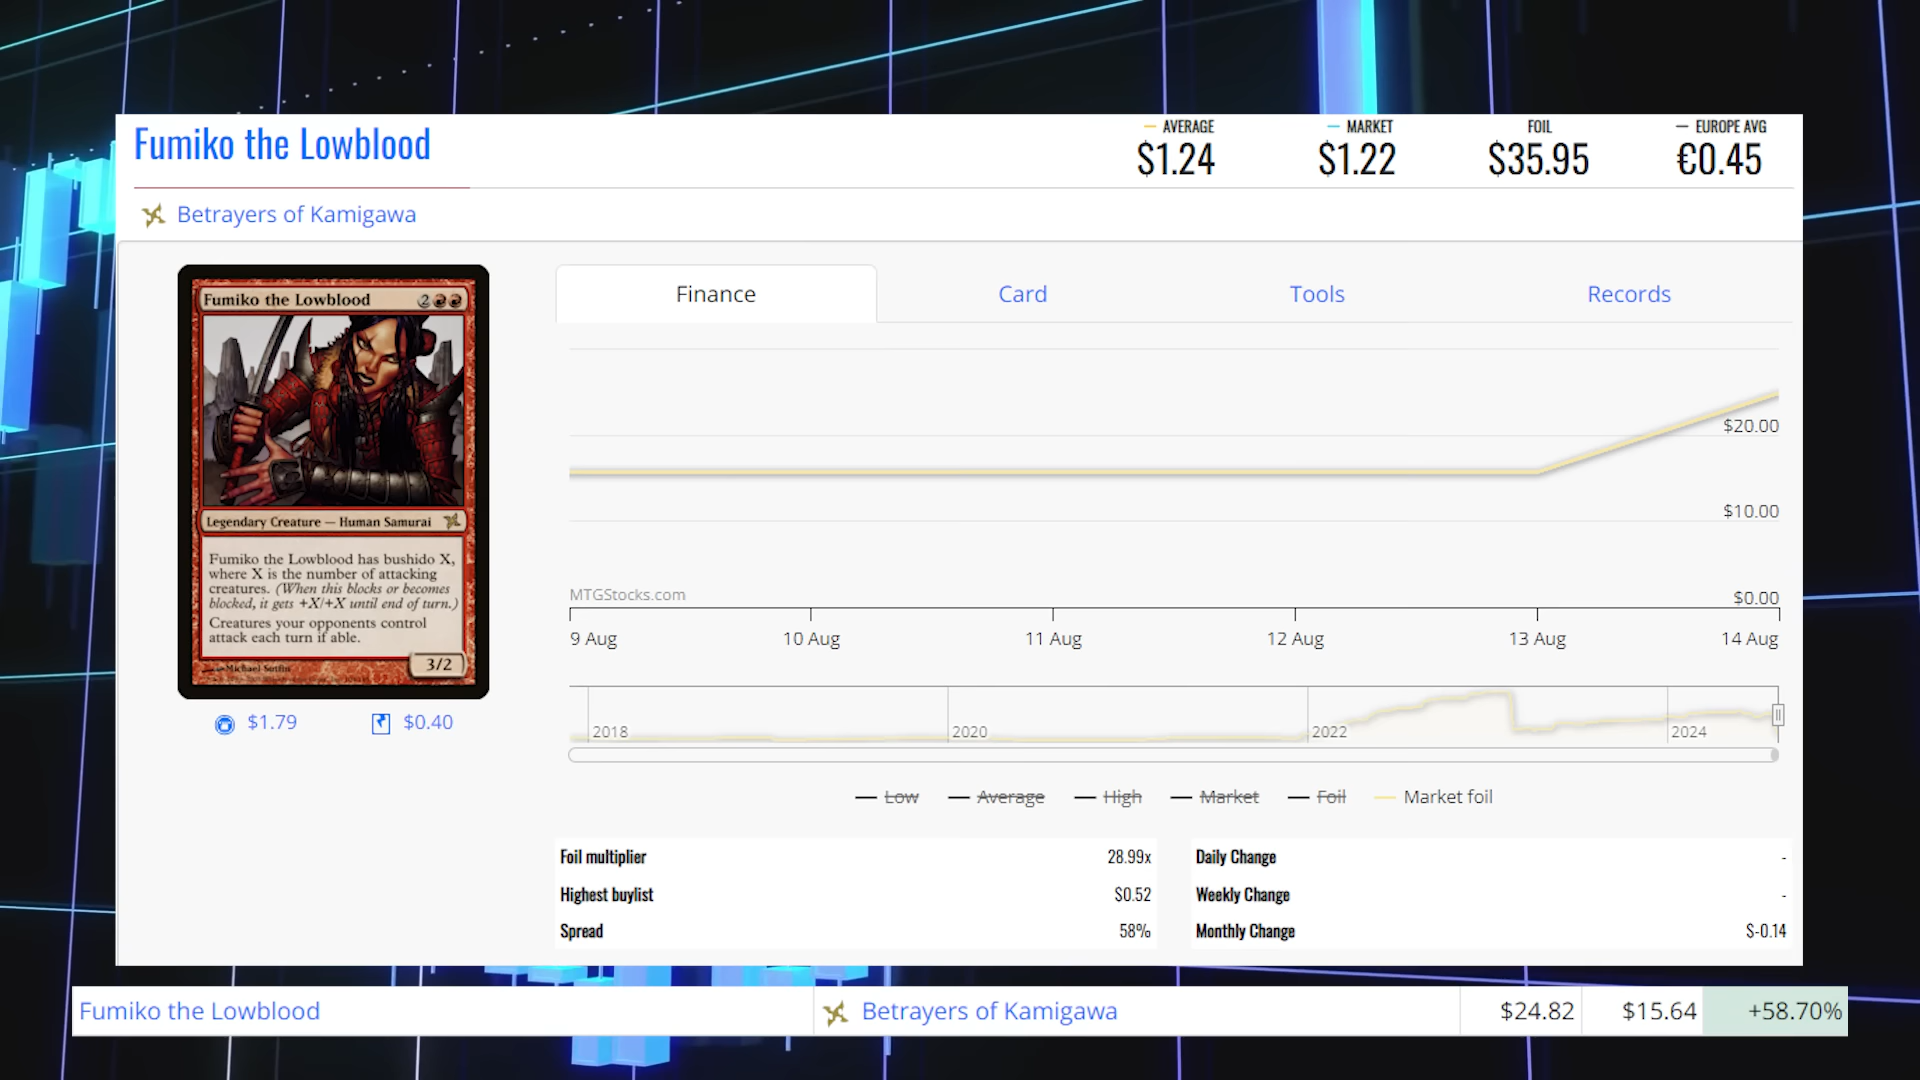 Fumiko the Lowblood
AVERAGE
$1.24
MARKET
$1.22
FOIL
$35.95
EUROPE AVG
€0.45
Betrayers of Kamigawa
Fumiko the Lowblood 2
Legendary Creature — Human Samurai
Fumiko the Lowblood has bushido X,
where X is the number of attacking
creatures. (When this blocks or becomes
blocked, it gets +X/+X until end of turn.)
Creatures your opponents control
attack each turn if able.
Michael Sutfin
3/2
$1.79 $0.40
Finance Card Tools Records
$20.00
$10.00
$0.00
MTGStocks.com
9 Aug 10 Aug 11 Aug 12 Aug 13 Aug 14 Aug
2018 2020 2022 2024
Low Average High Market Foil Market foil
Foil multiplier 28.99x
Highest buylist $0.52
Spread 58%
Daily Change -
Weekly Change -
Monthly Change $-0.14
Fumiko the Lowblood Betrayers of Kamigawa $24.82 $15.64 +58.70%